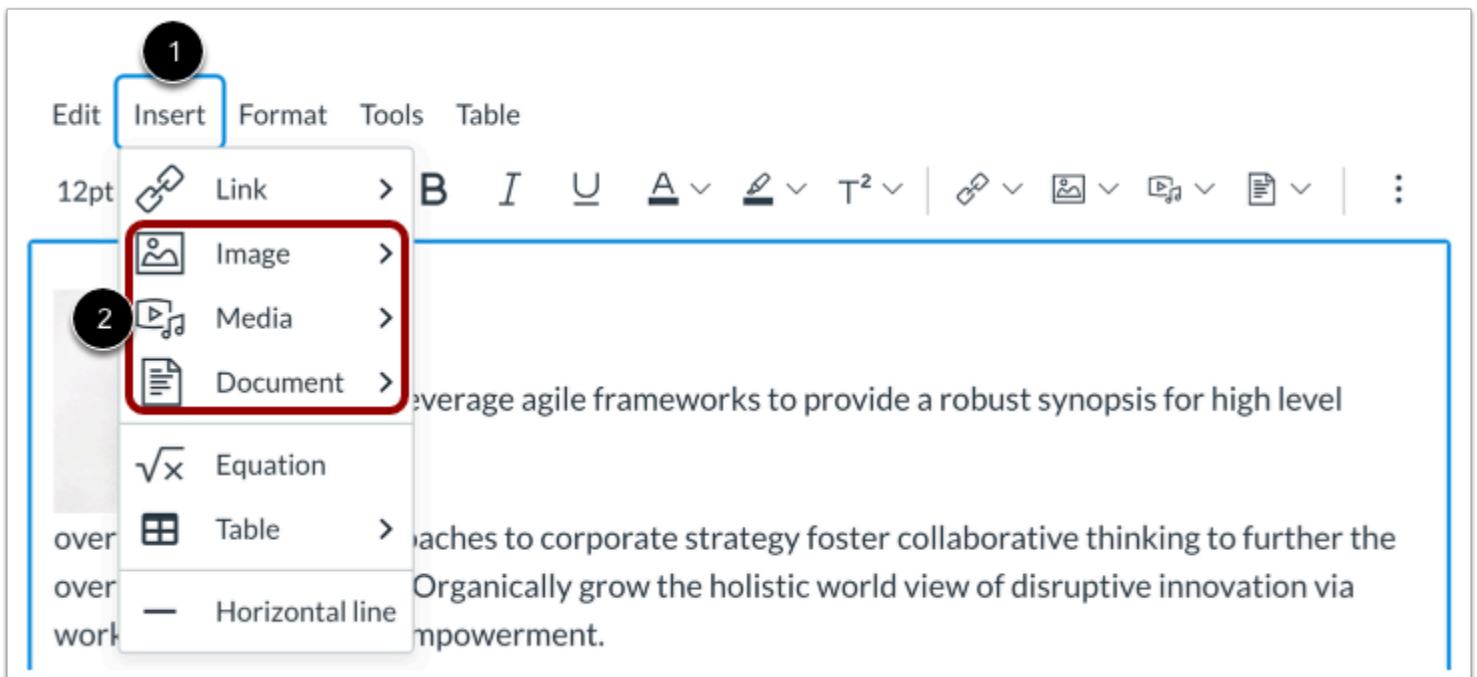 1
Edit Insert Format Tools Table
12pt Link B I U A T²
Image
2 Media
Document
everage agile frameworks to provide a robust synopsis for high level
√x Equation
over Table aches to corporate strategy foster collaborative thinking to further the
over Organically grow the holistic world view of disruptive innovation via
Horizontal line
work mpowerment.